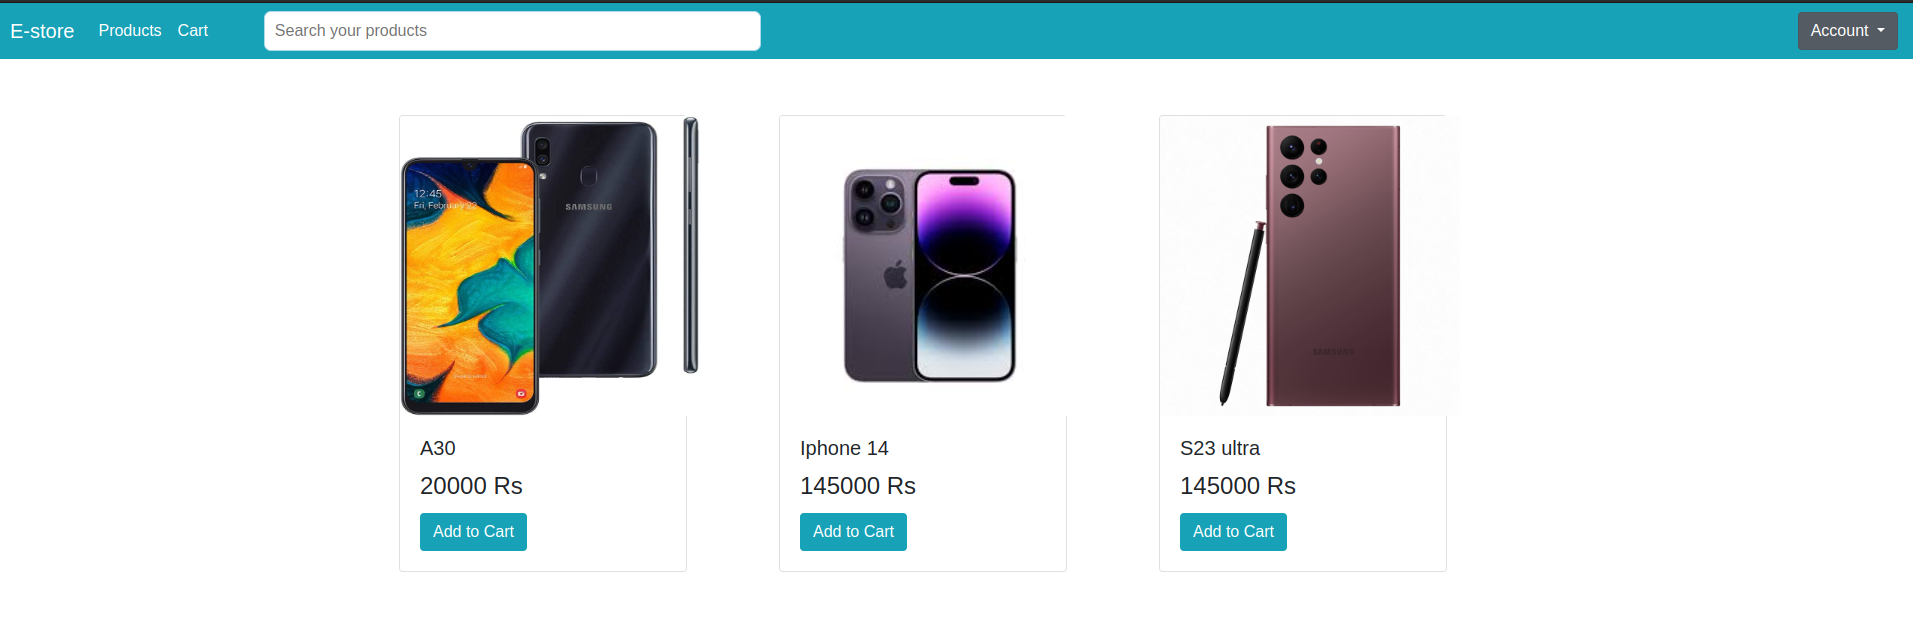 E-store Products Cart Search your products Account
12:45
Fri, February 22
SAMSUNG
SAMSUNG
A30 Iphone 14 S23 ultra
20000 Rs 145000 Rs 145000 Rs
Add to Cart Add to Cart Add to Cart